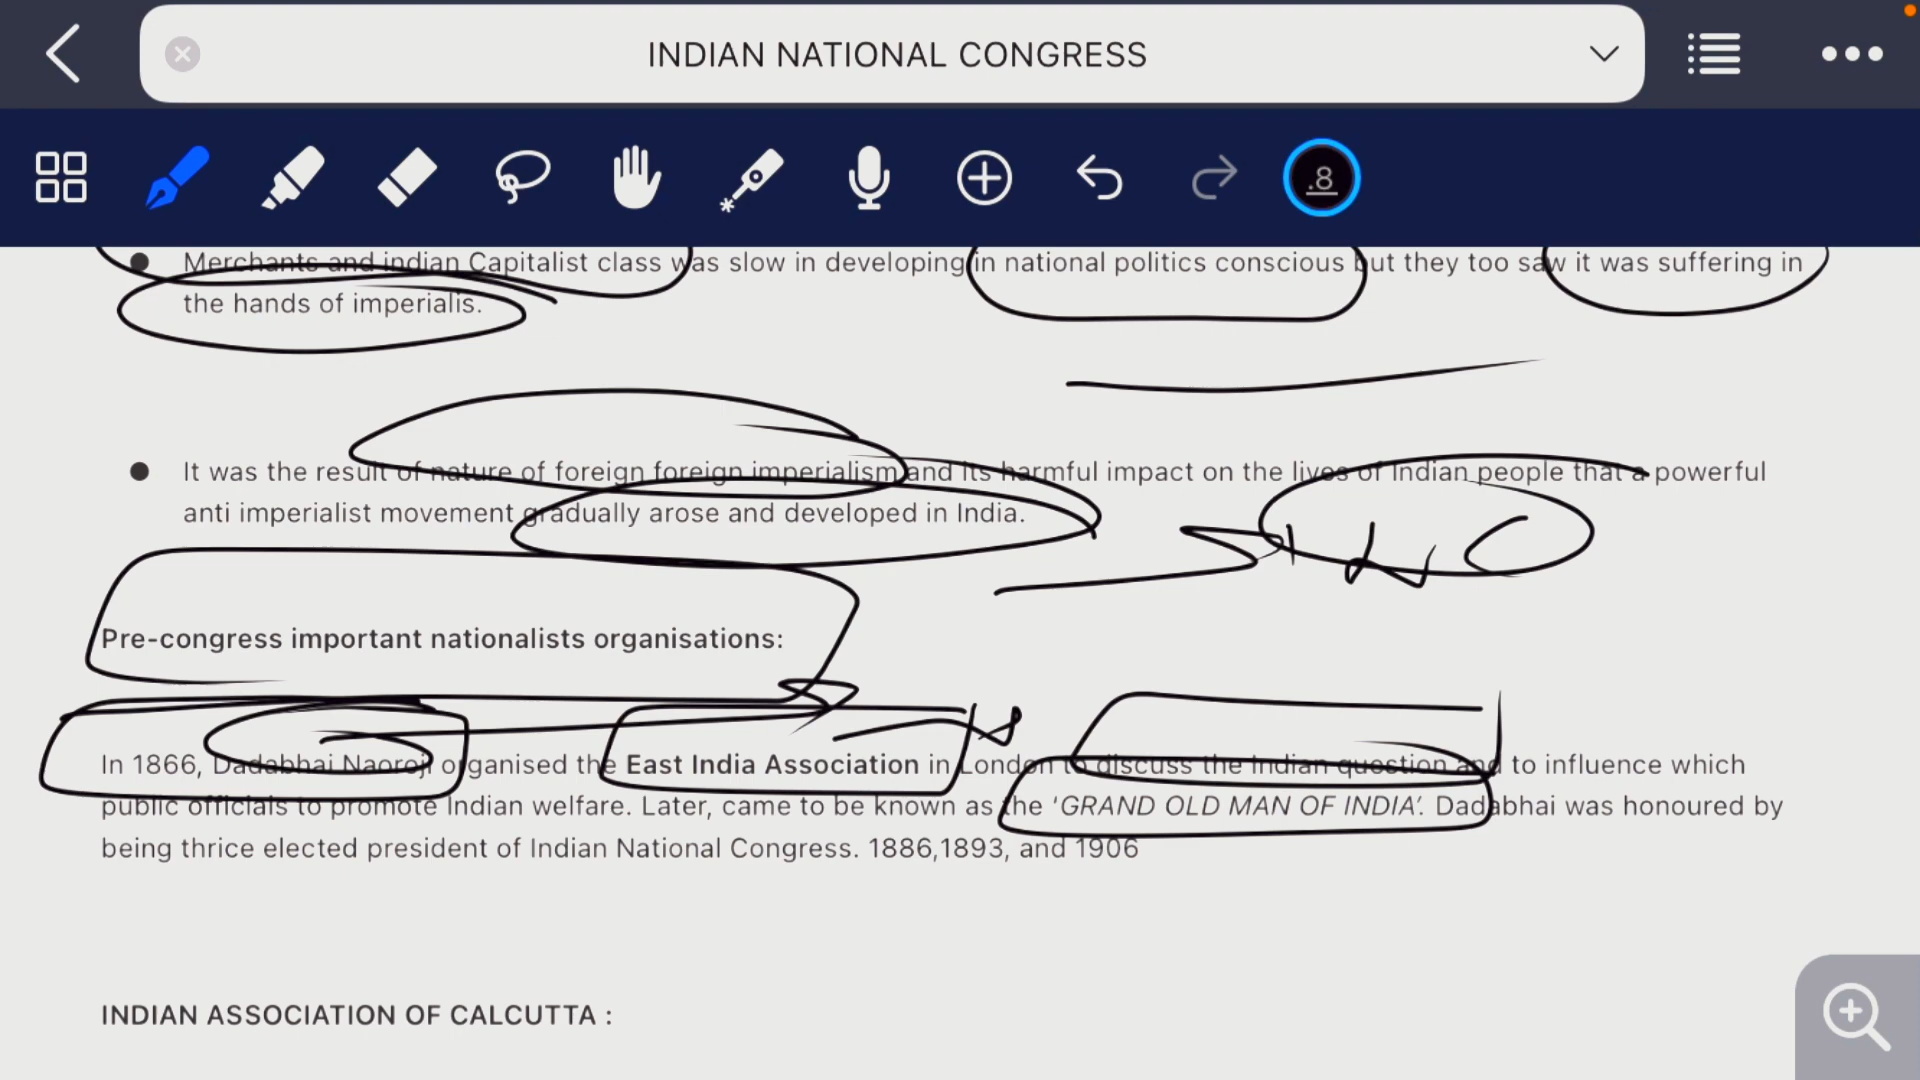 INDIAN NATIONAL CONGRESS
.8
● Merchants and indian Capitalist class was slow in developing in national politics conscious but they too saw it was suffering in
the hands of imperialis.
● It was the result of nature of foreign foreign imperialism and its harmful impact on the lives of Indian people that a powerful
anti imperialist movement gradually arose and developed in India.
INC
Pre-congress important nationalists organisations:
In 1866, Dadabhai Naoroji organised the East India Association in London to discuss the Indian question and to influence which
public officials to promote Indian welfare. Later, came to be known as the 'GRAND OLD MAN OF INDIA'. Dadabhai was honoured by
being thrice elected president of Indian National Congress. 1886,1893, and 1906
INDIAN ASSOCIATION OF CALCUTTA :